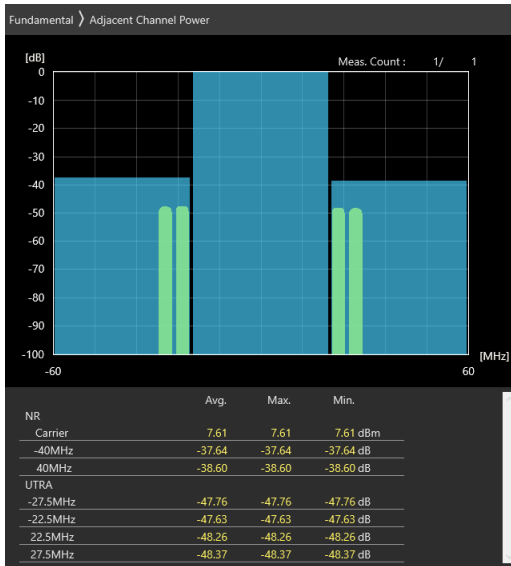 Fundamental 〉 Adjacent Channel Power
[dB]
Meas. Count : 1/ 1
0
-10
-20
-30
-40
-50
-60
-70
-80
-90
-100
[MHz]
-60 60
Avg. Max. Min.
NR
Carrier 7.61 7.61 7.61 dBm
-40MHz -37.64 -37.64 -37.64 dB
40MHz -38.60 -38.60 -38.60 dB
UTRA
-27.5MHz -47.76 -47.76 -47.76 dB
-22.5MHz -47.63 -47.63 -47.63 dB
22.5MHz -48.26 -48.26 -48.26 dB
27.5MHz -48.37 -48.37 -48.37 dB